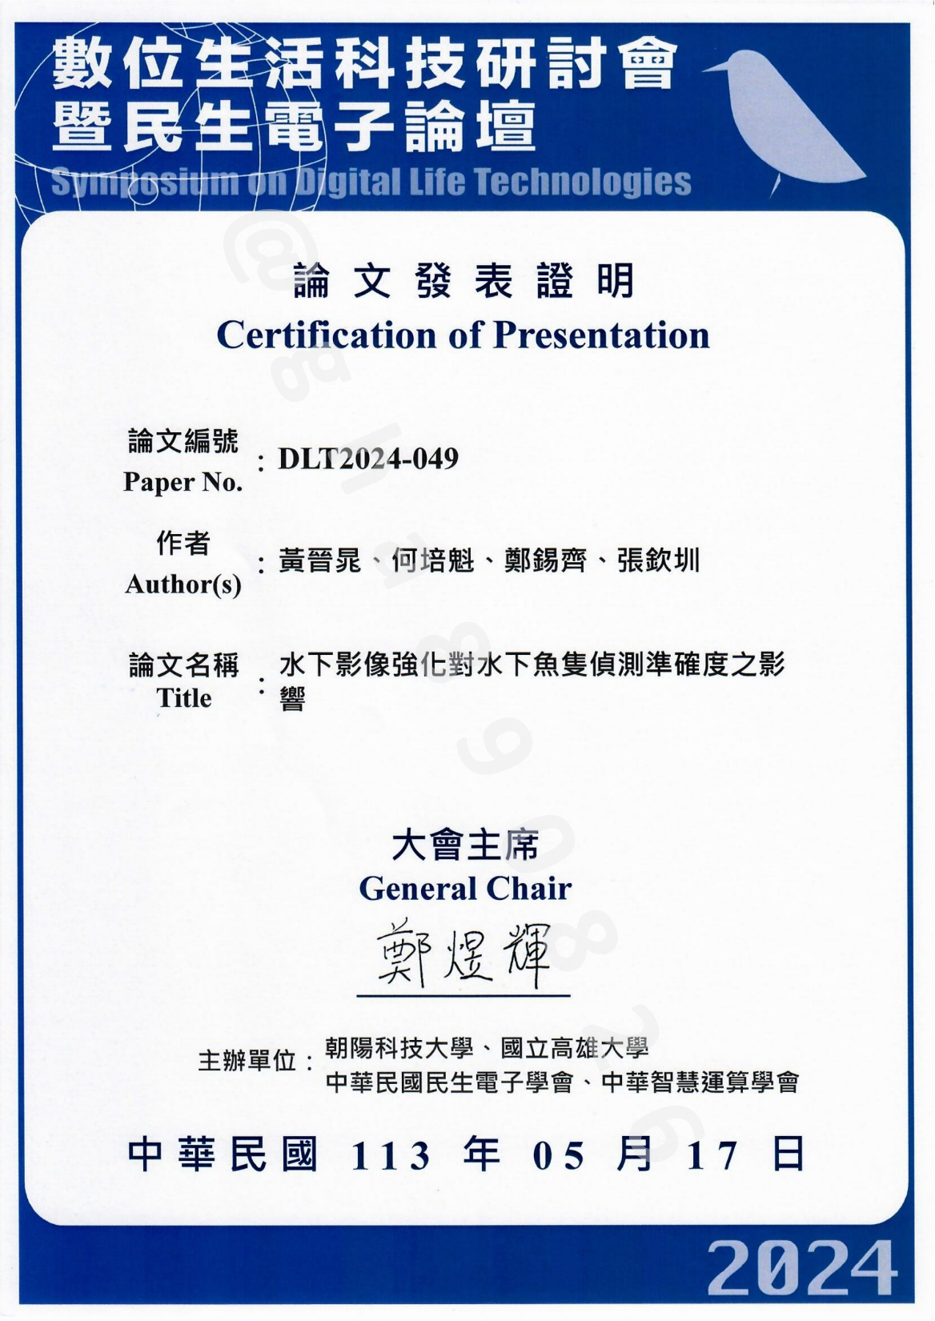 數位生活科技研討會
暨民生電子論壇
Symposium on Digital Life Technologies
論文發表證明
Certification of Presentation
論文編號
Paper No.
: DLT2024-049
作者
Author(s)
: 黃晉晁、何培魁、鄭錫齊、張欽圳
論文名稱
Title
: 水下影像強化對水下魚隻偵測準確度之影
響
大會主席
General Chair
鄭煜輝
主辦單位：朝陽科技大學、國立高雄大學
中華民國民生電子學會、中華智慧運算學會
中華民國 113 年 05 月 17 日
2024
@gha8998826